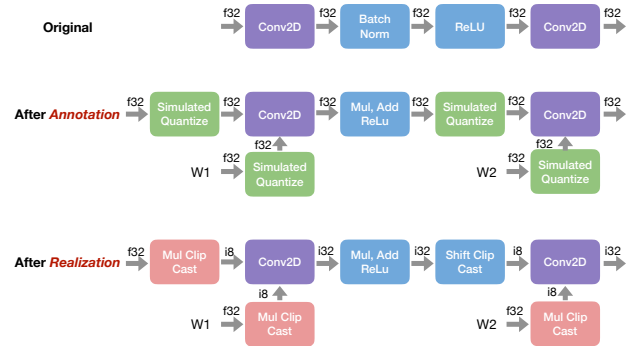 f32 f32 f32 f32 f32
Original Conv2D Batch Norm ReLU Conv2D
f32 f32 f32 f32 f32 f32
After Annotation Simulated Quantize Conv2D Mul, Add ReLu Simulated Quantize Conv2D
f32 f32
f32 f32
W1 Simulated Quantize W2 Simulated Quantize
f32 i8 i32 i32 i8 i32
After Realization Mul Clip Cast Conv2D Mul, Add ReLu Shift Clip Cast Conv2D
i8 i8
f32 f32
W1 Mul Clip Cast W2 Mul Clip Cast